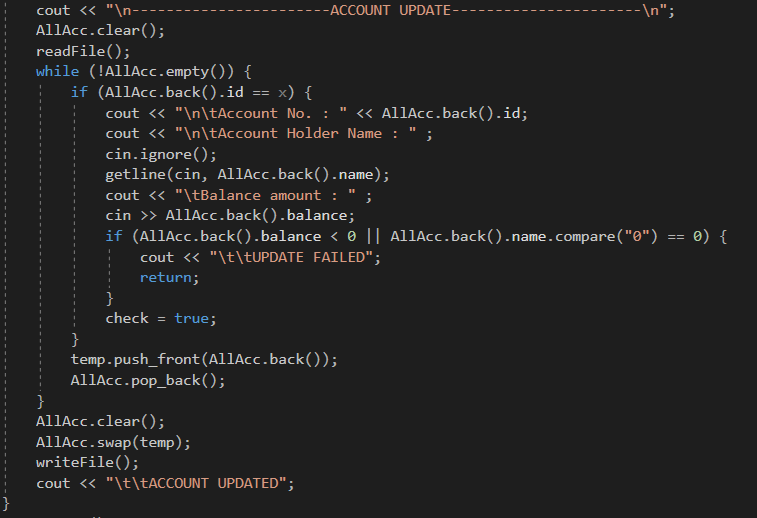 cout << "\n-----------------------ACCOUNT UPDATE----------------------\n";
AllAcc.clear();
readFile();
while (!AllAcc.empty()) {
if (AllAcc.back().id == x) {
cout << "\n\tAccount No. : " << AllAcc.back().id;
cout << "\n\tAccount Holder Name : " ;
cin.ignore();
getline(cin, AllAcc.back().name);
cout << "\tBalance amount : " ;
cin >> AllAcc.back().balance;
if (AllAcc.back().balance < 0 || AllAcc.back().name.compare("0") == 0) {
cout << "\t\tUPDATE FAILED";
return;
}
check = true;
}
temp.push_front(AllAcc.back());
AllAcc.pop_back();
}
AllAcc.clear();
AllAcc.swap(temp);
writeFile();
cout << "\t\tACCOUNT UPDATED";
}